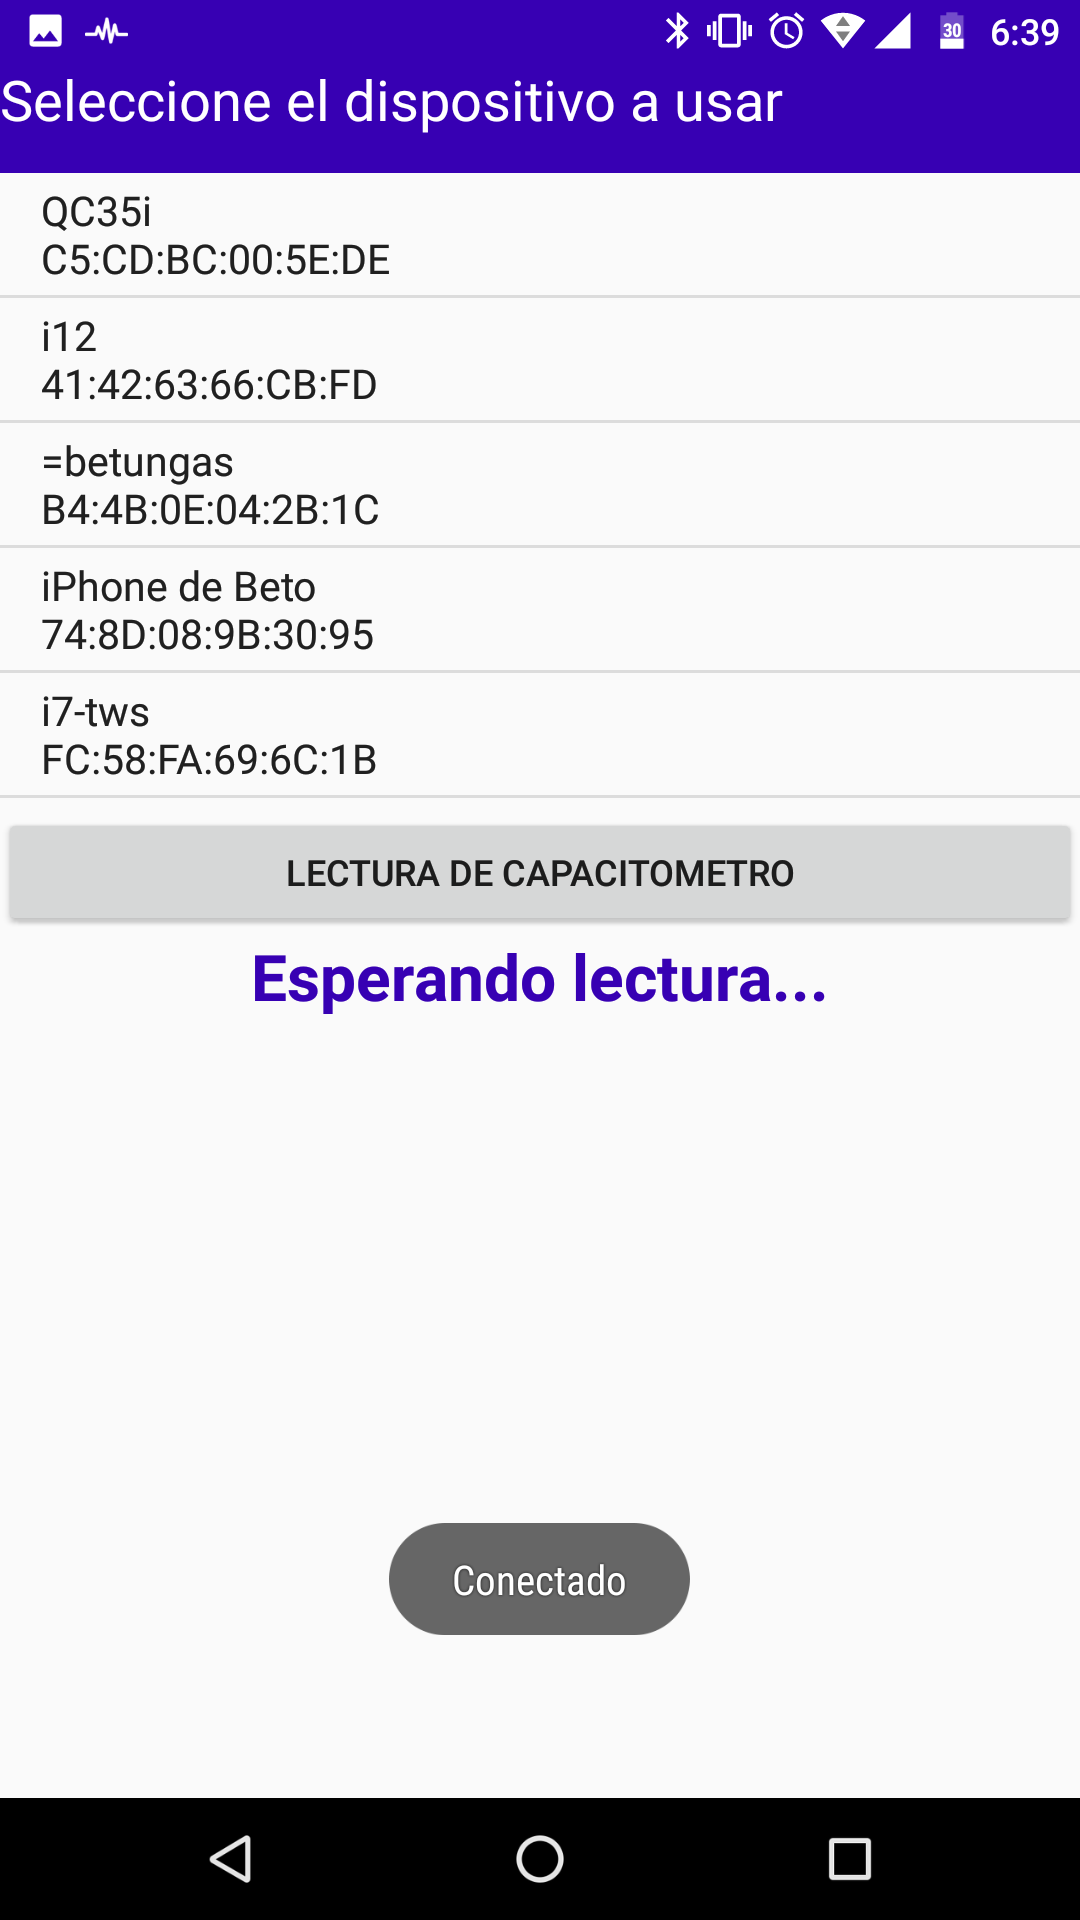 30 6:39
Seleccione el dispositivo a usar
QC35i
C5:CD:BC:00:5E:DE
i12
41:42:63:66:CB:FD
=betungas
B4:4B:0E:04:2B:1C
iPhone de Beto
74:8D:08:9B:30:95
i7-tws
FC:58:FA:69:6C:1B
LECTURA DE CAPACITOMETRO
Esperando lectura...
Conectado